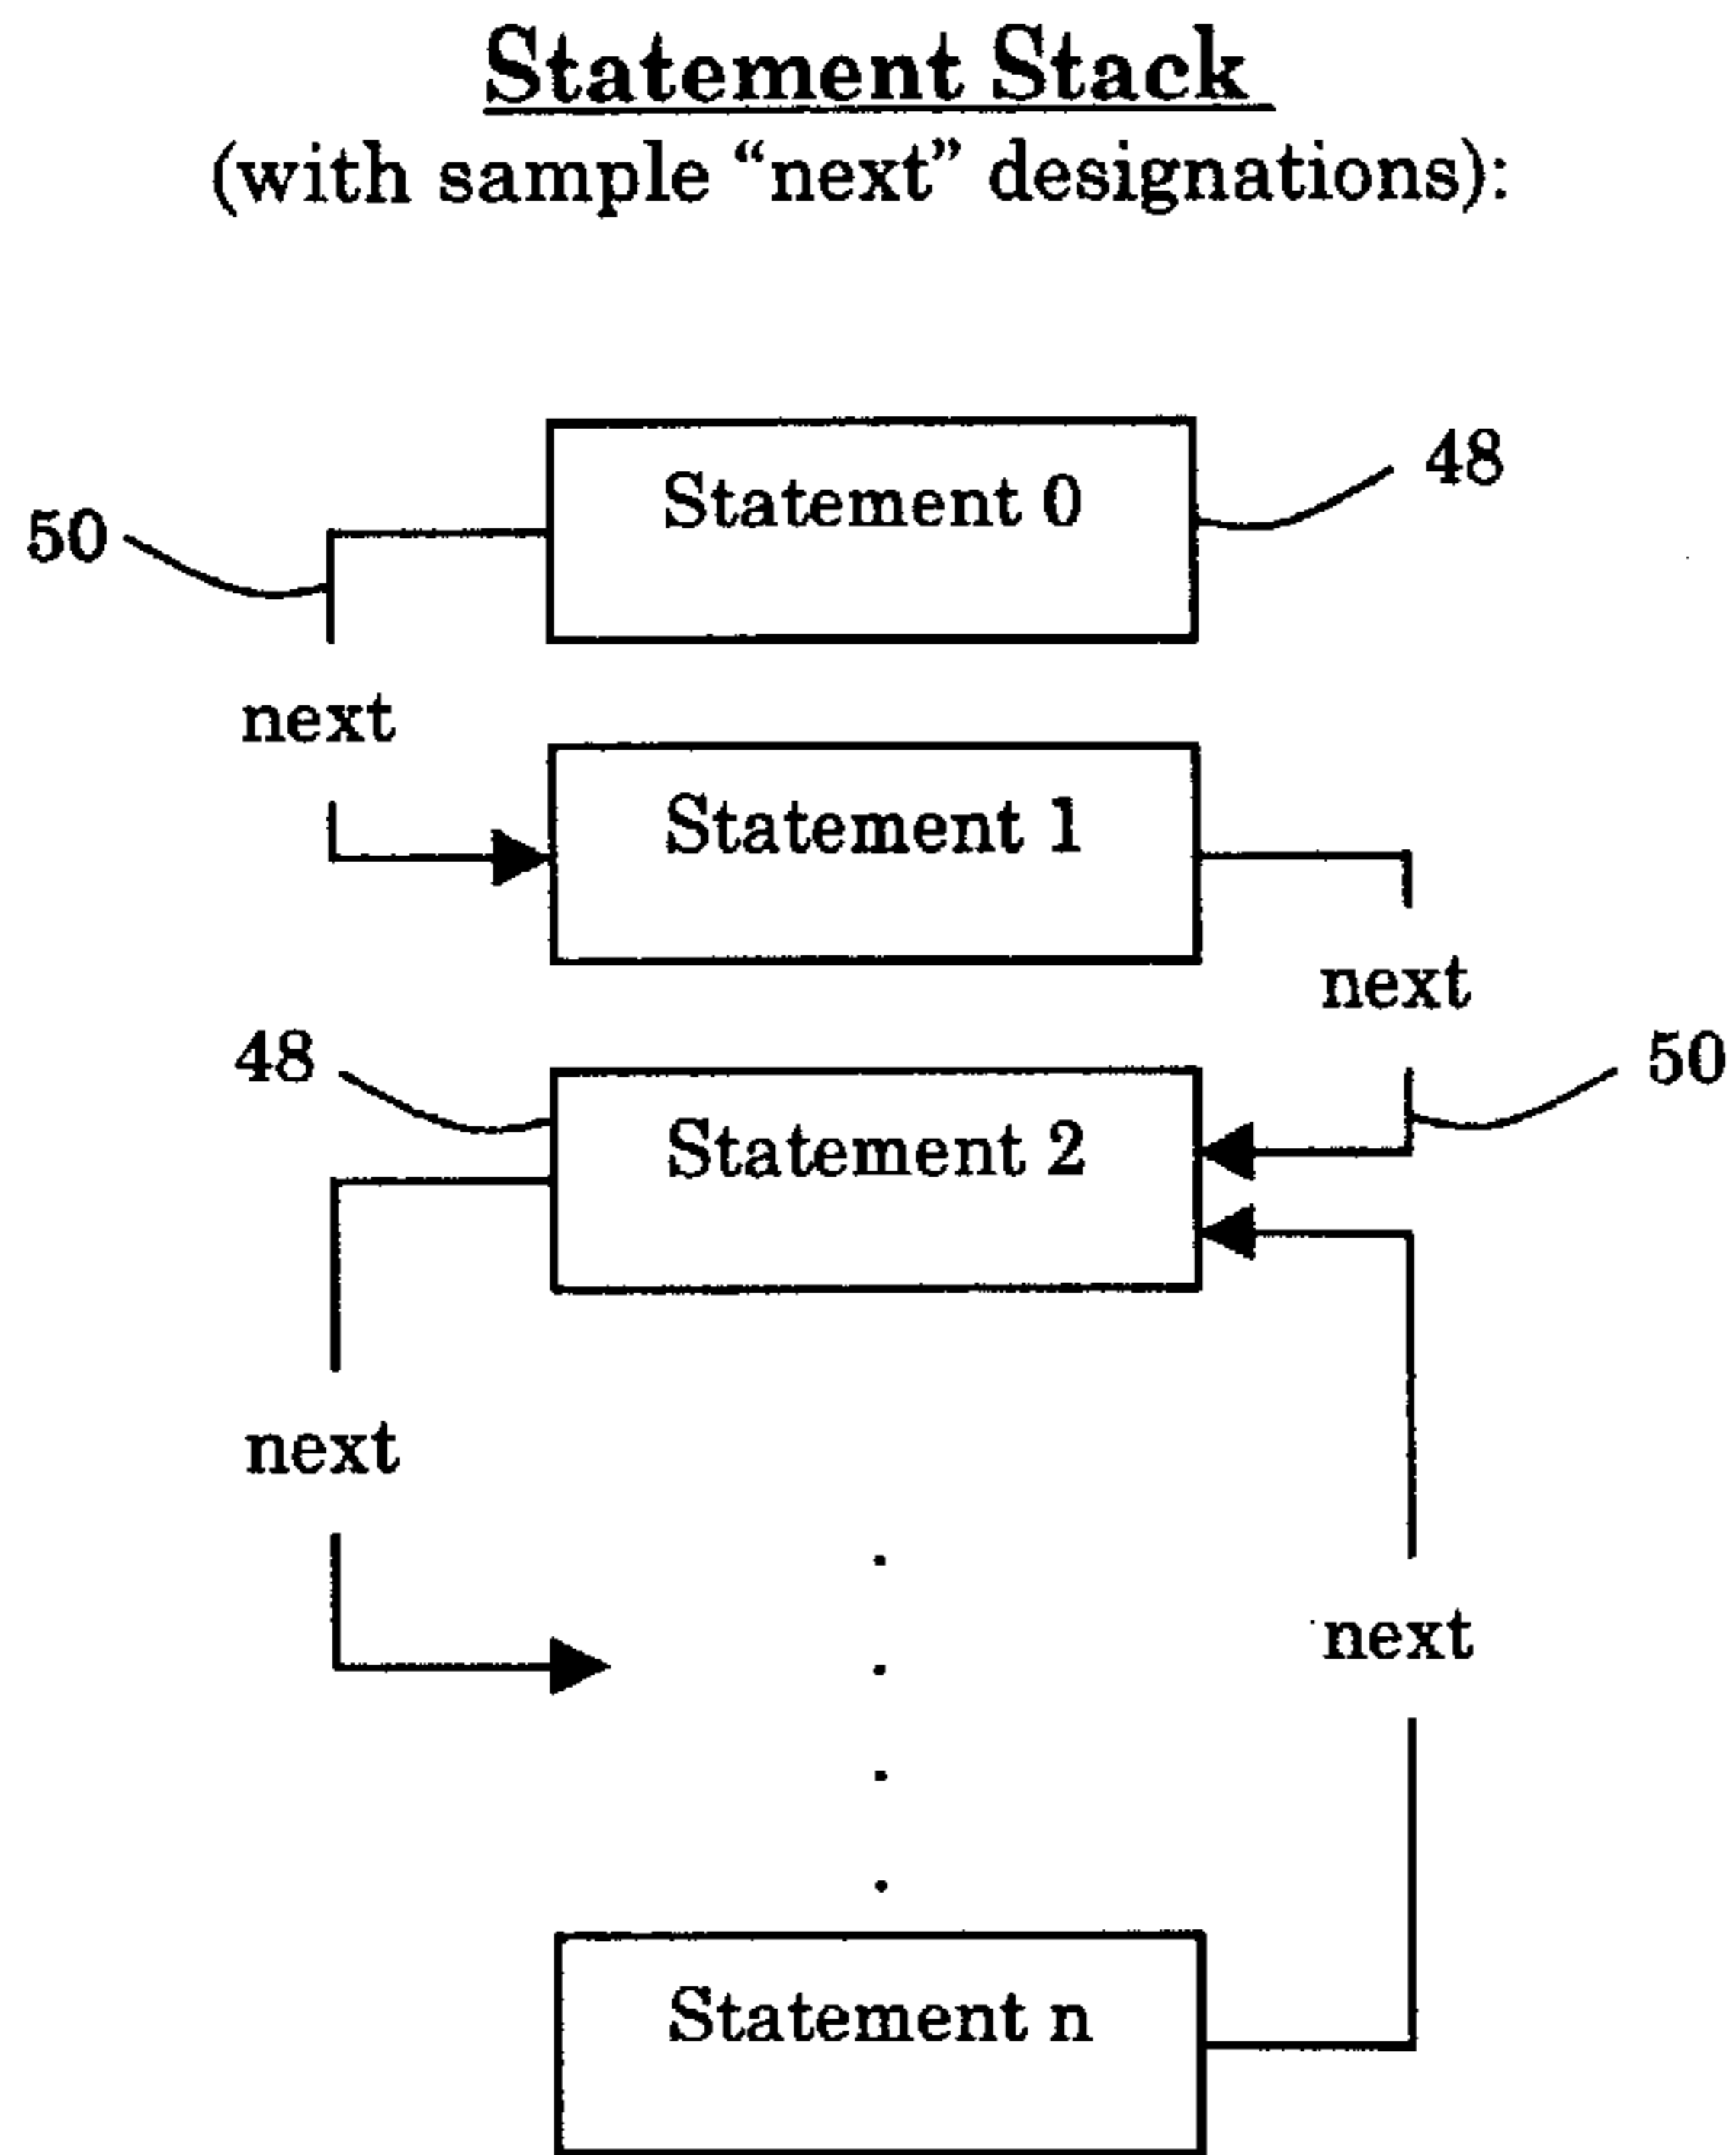 Statement Stack
(with sample “next” designations):
48
Statement 0
50
next
Statement 1
next
48
50
Statement 2
next
next
Statement n